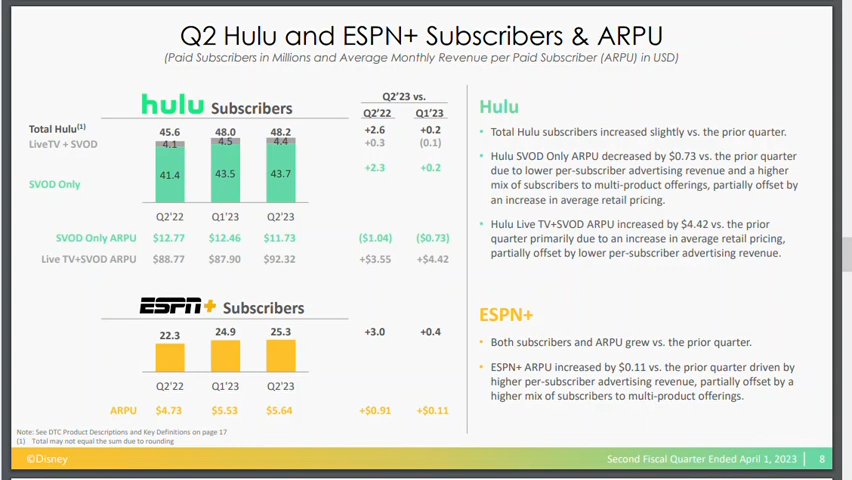 Q2 Hulu and ESPN+ Subscribers & ARPU
(Paid Subscribers in Millions and Average Monthly Revenue per Paid Subscriber (ARPU) in USD)
hulu Subscribers
Q2'23 vs.
Q2'22 Q1'23
Total Hulu(1) 45.6 48.0 48.2 +2.6 +0.2
LiveTV + SVOD 4.1 4.5 4.4 +0.3 (0.1)
SVOD Only 41.4 43.5 43.7 +2.3 +0.2
Q2'22 Q1'23 Q2'23
SVOD Only ARPU $12.77 $12.46 $11.73 ($1.04) ($0.73)
Live TV+SVOD ARPU $88.77 $87.90 $92.32 +$3.55 +$4.42
ESPN+ Subscribers
22.3 24.9 25.3 +3.0 +0.4
Q2'22 Q1'23 Q2'23
ARPU $4.73 $5.53 $5.64 +$0.91 +$0.11
Note: See DTC Product Descriptions and Key Definitions on page 17
(1) Total may not equal the sum due to rounding
Hulu
• Total Hulu subscribers increased slightly vs. the prior quarter.
• Hulu SVOD Only ARPU decreased by $0.73 vs. the prior quarter
due to lower per-subscriber advertising revenue and a higher
mix of subscribers to multi-product offerings, partially offset by
an increase in average retail pricing.
• Hulu Live TV+SVOD ARPU increased by $4.42 vs. the prior
quarter primarily due to an increase in average retail pricing,
partially offset by lower per-subscriber advertising revenue.
ESPN+
• Both subscribers and ARPU grew vs. the prior quarter.
• ESPN+ ARPU increased by $0.11 vs. the prior quarter driven by
higher per-subscriber advertising revenue, partially offset by a
higher mix of subscribers to multi-product offerings.
©Disney
Second Fiscal Quarter Ended April 1, 2023 | 8